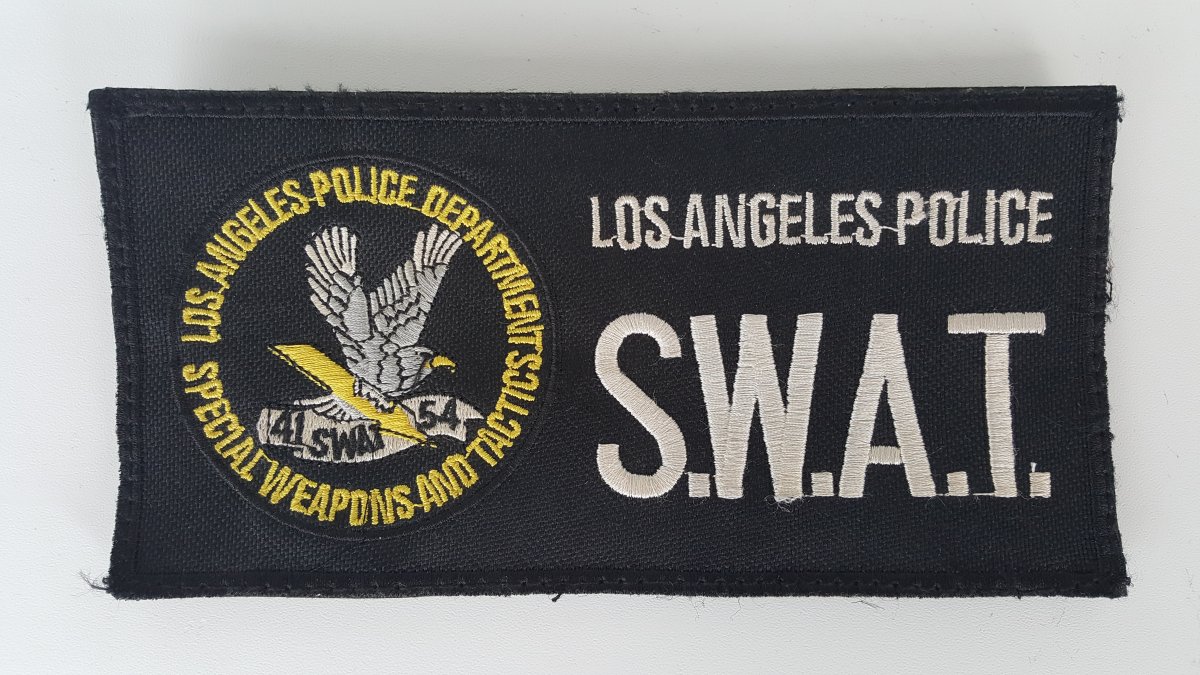 LOS ANGELES POLICE DEPARTMENT
SPECIAL WEAPONS AND TACTICS
41 SWAT 54
LOS ANGELES POLICE
S.W.A.T.